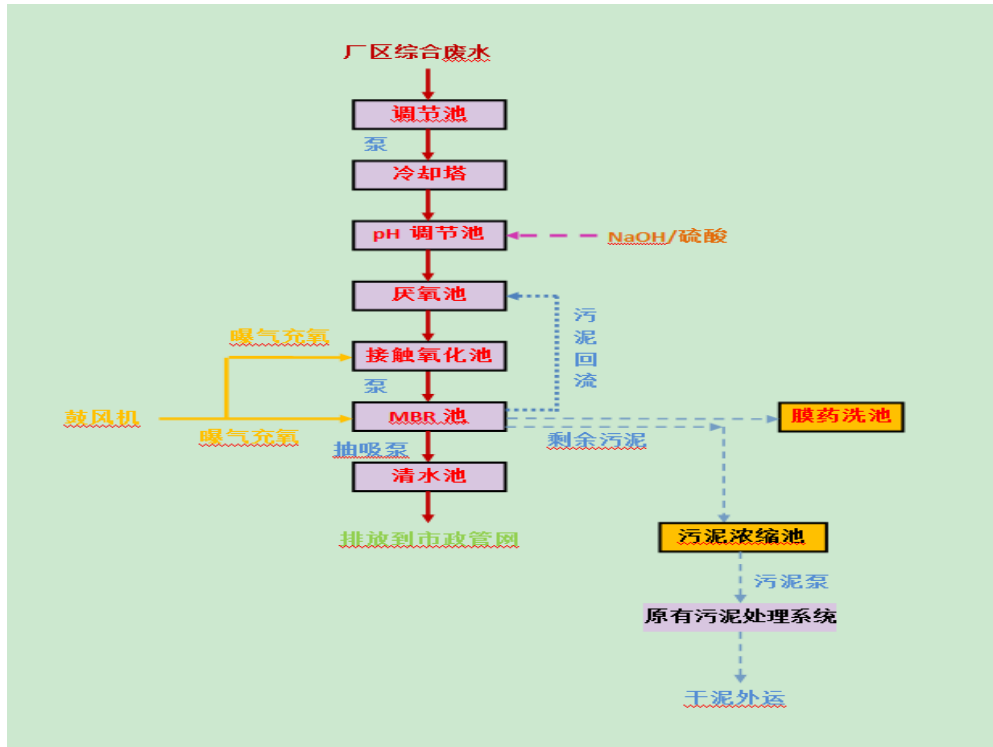 厂区综合废水
调节池
泵
冷却塔
pH 调节池
NaOH/硫酸
厌氧池
污泥回流
曝气充氧
接触氧化池
泵
鼓风机
MBR 池
膜药洗池
曝气充氧
抽吸泵
剩余污泥
清水池
排放到市政管网
污泥浓缩池
污泥泵
原有污泥处理系统
干泥外运